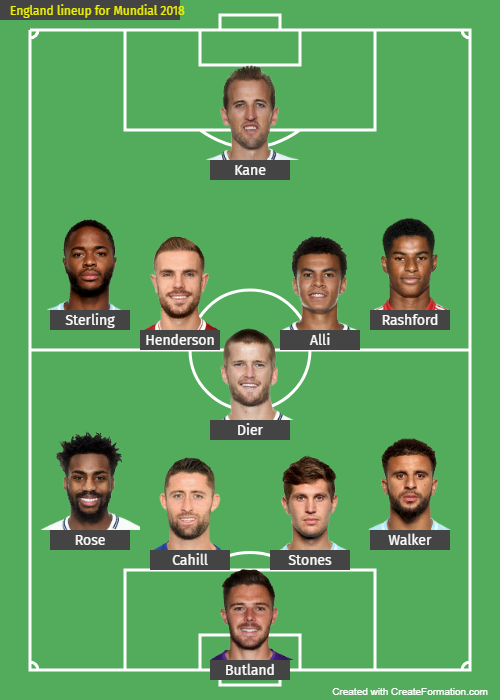 England lineup for Mundial 2018
Kane
Sterling
Rashford
Henderson
Alli
Dier
Rose
Walker
Cahill
Stones
Butland
Created with CreateFormation.com